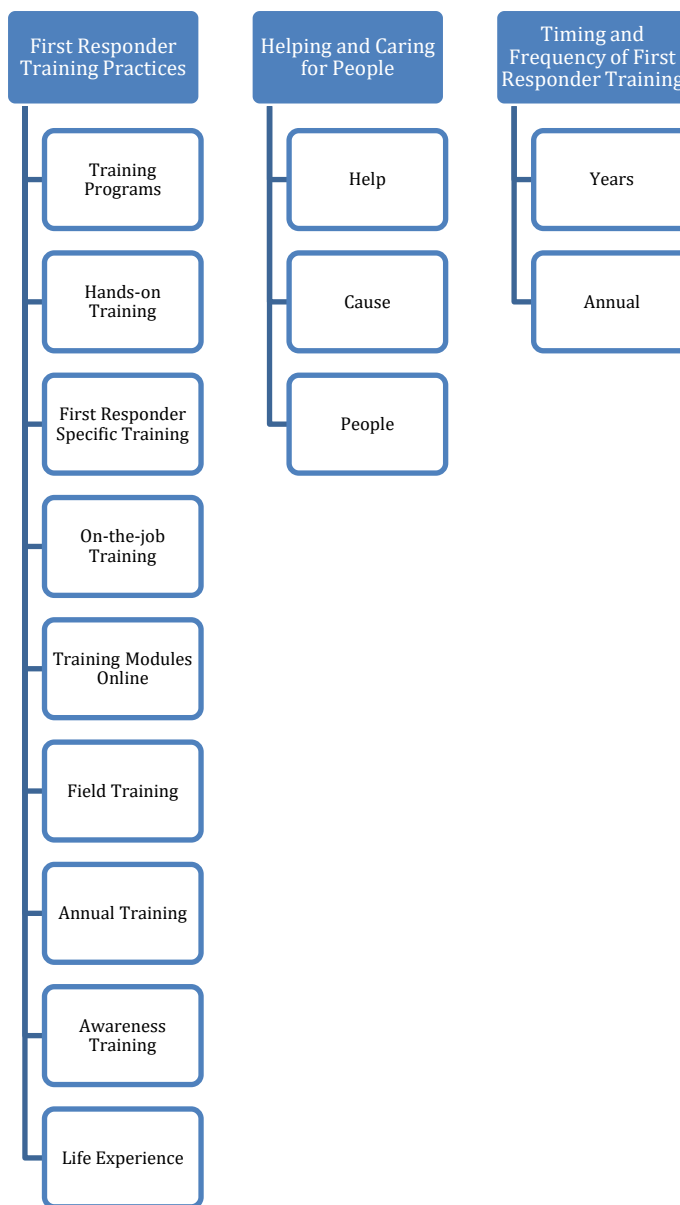 First Responder
Training Practices
Training
Programs
Hands-on
Training
First Responder
Specific Training
On-the-job
Training
Training Modules
Online
Field Training
Annual Training
Awareness
Training
Life Experience
Helping and Caring
for People
Help
Cause
People
Timing and
Frequency of First
Responder Training
Years
Annual